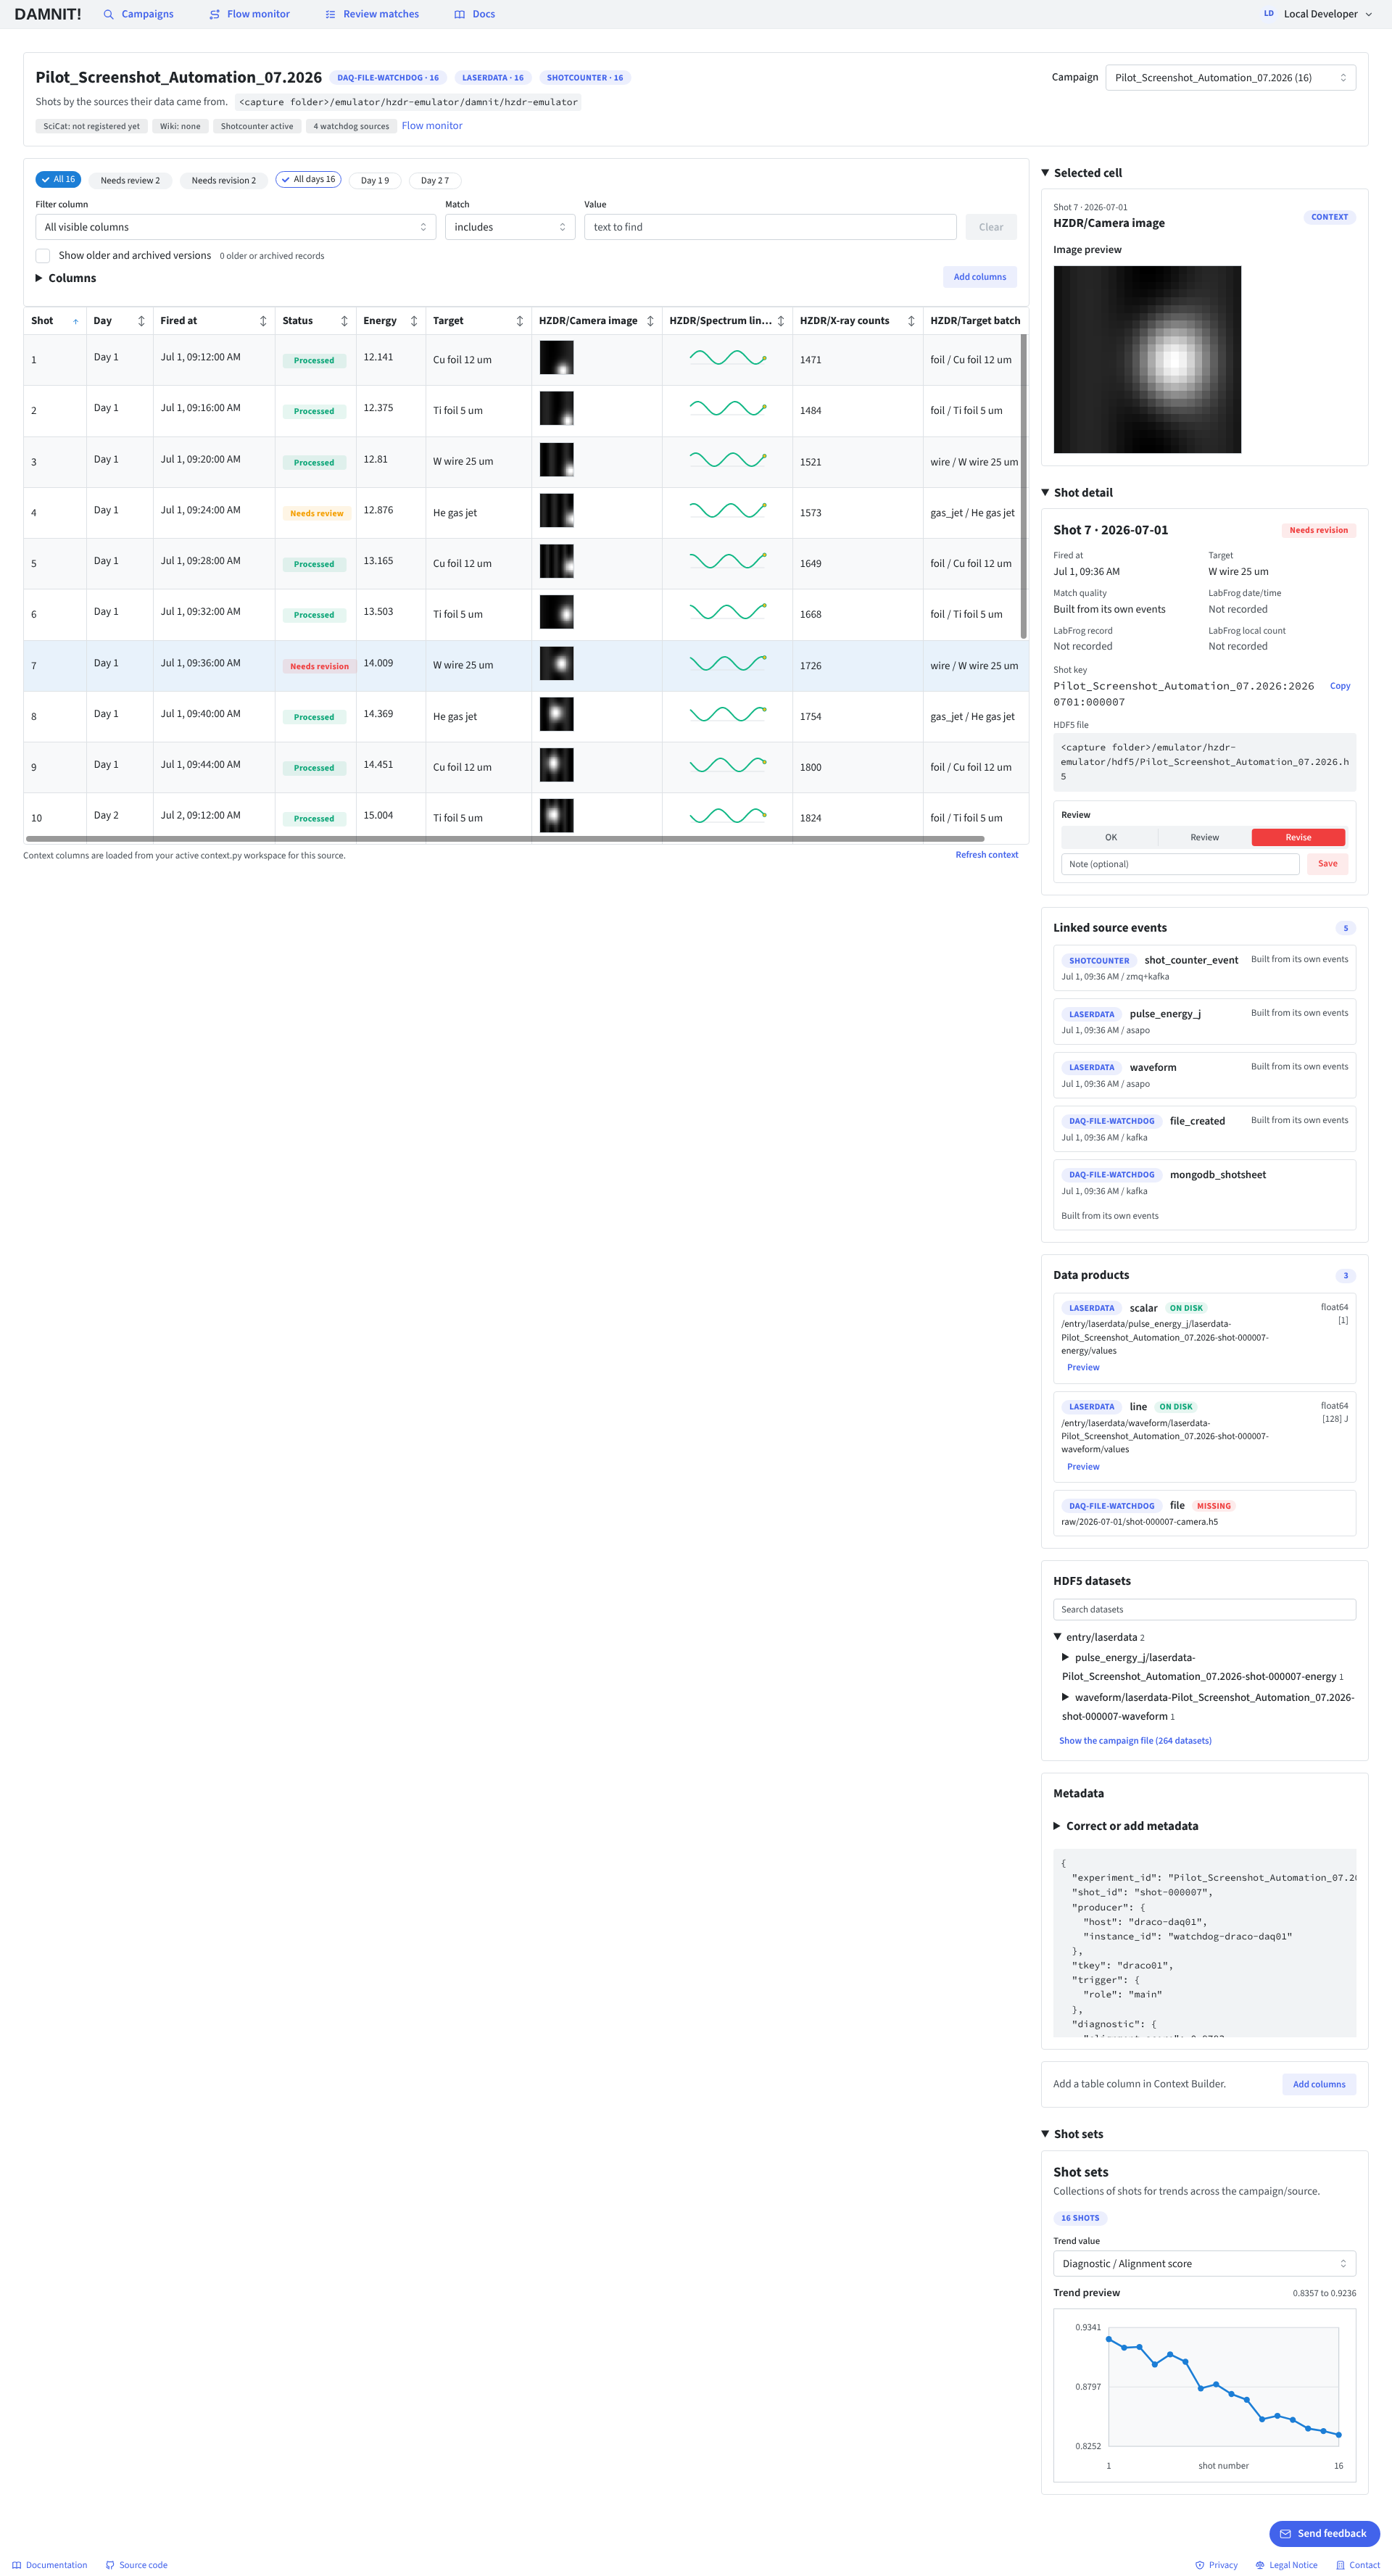 DAMNIT!
Campaigns
Flow monitor
Review matches
Docs
LD
Local Developer
Pilot_Screenshot_Automation_07.2026
DAQ-FILE-WATCHDOG · 16
LASERDATA · 16
SHOTCOUNTER · 16
Campaign
Pilot_Screenshot_Automation_07.2026 (16)
Shots by the sources their data came from.
<capture folder>/emulator/hzdr-emulator/damnit/hzdr-emulator
SciCat: not registered yet
Wiki: none
Shotcounter active
4 watchdog sources
Flow monitor
All 16
Needs review 2
Needs revision 2
All days 16
Day 1 9
Day 2 7
Filter column
Match
Value
All visible columns
includes
text to find
Clear
Show older and archived versions
0 older or archived records
Columns
Add columns
Shot Day Fired at Status Energy Target HZDR/Camera image HZDR/Spectrum lin... HZDR/X-ray counts HZDR/Target batch
1 Day 1 Jul 1, 09:12:00 AM Processed 12.141 Cu foil 12 um 1471 foil / Cu foil 12 um
2 Day 1 Jul 1, 09:16:00 AM Processed 12.375 Ti foil 5 um 1484 foil / Ti foil 5 um
3 Day 1 Jul 1, 09:20:00 AM Processed 12.81 W wire 25 um 1521 wire / W wire 25 um
4 Day 1 Jul 1, 09:24:00 AM Needs review 12.876 He gas jet 1573 gas_jet / He gas jet
5 Day 1 Jul 1, 09:28:00 AM Processed 13.165 Cu foil 12 um 1649 foil / Cu foil 12 um
6 Day 1 Jul 1, 09:32:00 AM Processed 13.503 Ti foil 5 um 1668 foil / Ti foil 5 um
7 Day 1 Jul 1, 09:36:00 AM Needs revision 14.009 W wire 25 um 1726 wire / W wire 25 um
8 Day 1 Jul 1, 09:40:00 AM Processed 14.369 He gas jet 1754 gas_jet / He gas jet
9 Day 1 Jul 1, 09:44:00 AM Processed 14.451 Cu foil 12 um 1800 foil / Cu foil 12 um
10 Day 2 Jul 2, 09:12:00 AM Processed 15.004 Ti foil 5 um 1824 foil / Ti foil 5 um
Context columns are loaded from your active context.py workspace for this source.
Refresh context
Selected cell
Shot 7 · 2026-07-01
HZDR/Camera image
CONTEXT
Image preview
Shot detail
Shot 7 · 2026-07-01
Needs revision
Fired at
Target
Jul 1, 09:36 AM
W wire 25 um
Match quality
LabFrog date/time
Built from its own events
Not recorded
LabFrog record
LabFrog local count
Not recorded
Not recorded
Shot key
Pilot_Screenshot_Automation_07.2026:2026
0701:000007
Copy
HDF5 file
<capture folder>/emulator/hzdr-
emulator/hdf5/Pilot_Screenshot_Automation_07.2026.h
5
Review
OK
Review
Revise
Note (optional)
Save
Linked source events
5
SHOTCOUNTER shot_counter_event Built from its own events
Jul 1, 09:36 AM / zmq+kafka
LASERDATA pulse_energy_j Built from its own events
Jul 1, 09:36 AM / asapo
LASERDATA waveform Built from its own events
Jul 1, 09:36 AM / asapo
DAQ-FILE-WATCHDOG file_created Built from its own events
Jul 1, 09:36 AM / kafka
DAQ-FILE-WATCHDOG mongodb_shotsheet
Jul 1, 09:36 AM / kafka
Built from its own events
Data products
3
LASERDATA scalar ON DISK float64
[1]
/entry/laserdata/pulse_energy_j/laserdata-
Pilot_Screenshot_Automation_07.2026-shot-000007-
energy/values
Preview
LASERDATA line ON DISK float64
[128] J
/entry/laserdata/waveform/laserdata-
Pilot_Screenshot_Automation_07.2026-shot-000007-
waveform/values
Preview
DAQ-FILE-WATCHDOG file MISSING
raw/2026-07-01/shot-000007-camera.h5
HDF5 datasets
Search datasets
entry/laserdata 2
pulse_energy_j/laserdata-
Pilot_Screenshot_Automation_07.2026-shot-000007-energy 1
waveform/laserdata-Pilot_Screenshot_Automation_07.2026-
shot-000007-waveform 1
Show the campaign file (264 datasets)
Metadata
Correct or add metadata
{
"experiment_id": "Pilot_Screenshot_Automation_07.20
"shot_id": "shot-000007",
"producer": {
"host": "draco-daq01",
"instance_id": "watchdog-draco-daq01"
},
"tkey": "draco01",
"trigger": {
"role": "main"
},
"diagnostic": {
Add a table column in Context Builder.
Add columns
Shot sets
Shot sets
Collections of shots for trends across the campaign/source.
16 SHOTS
Trend value
Diagnostic / Alignment score
Trend preview
0.8357 to 0.9236
0.9341
0.8797
0.8252
1
shot number
16
Send feedback
Documentation
Source code
Privacy
Legal Notice
Contact